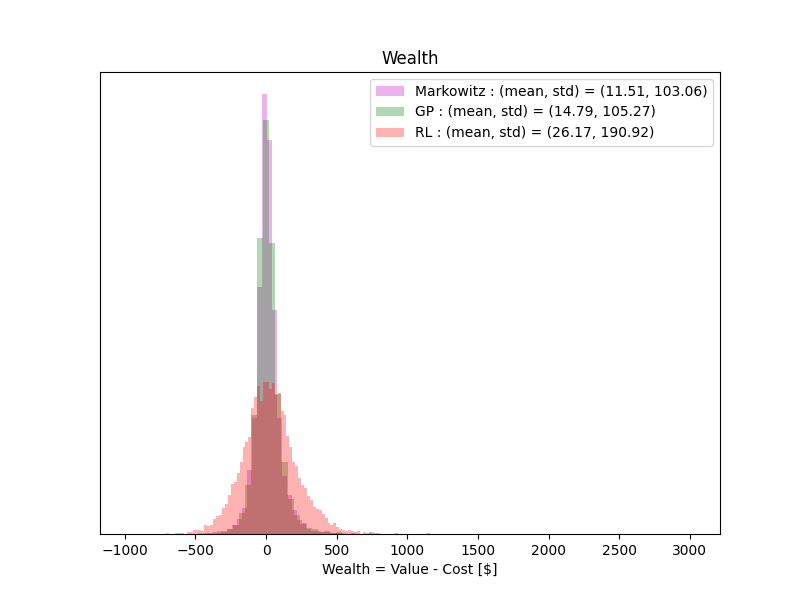 Wealth
Markowitz : (mean, std) = (11.51, 103.06)
GP : (mean, std) = (14.79, 105.27)
RL : (mean, std) = (26.17, 190.92)
−1000 −500 0 500 1000 1500 2000 2500 3000
Wealth = Value - Cost [$]